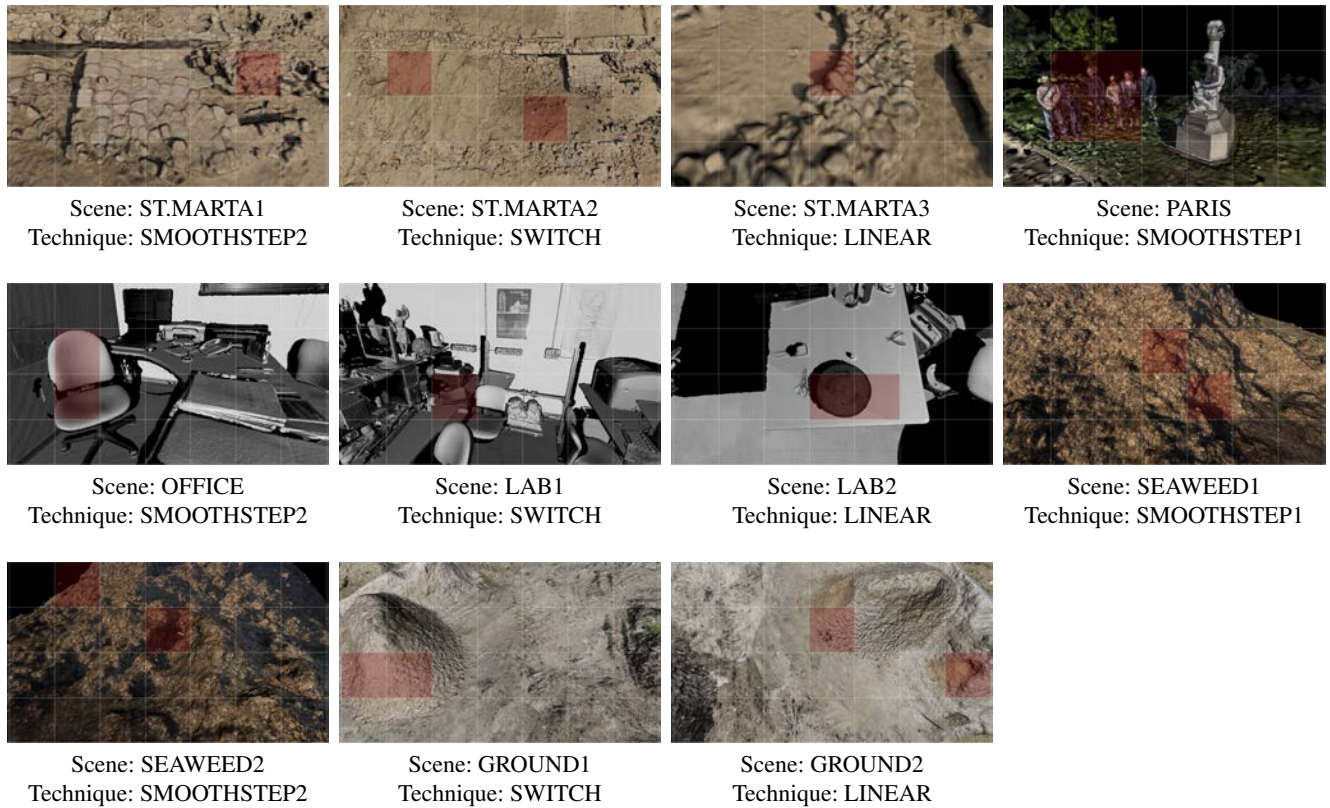 Scene: ST.MARTA1
Technique: SMOOTHSTEP2
Scene: ST.MARTA2
Technique: SWITCH
Scene: ST.MARTA3
Technique: LINEAR
Scene: PARIS
Technique: SMOOTHSTEP1
Scene: OFFICE
Technique: SMOOTHSTEP2
Scene: LAB1
Technique: SWITCH
Scene: LAB2
Technique: LINEAR
Scene: SEAWEED1
Technique: SMOOTHSTEP1
Scene: SEAWEED2
Technique: SMOOTHSTEP2
Scene: GROUND1
Technique: SWITCH
Scene: GROUND2
Technique: LINEAR